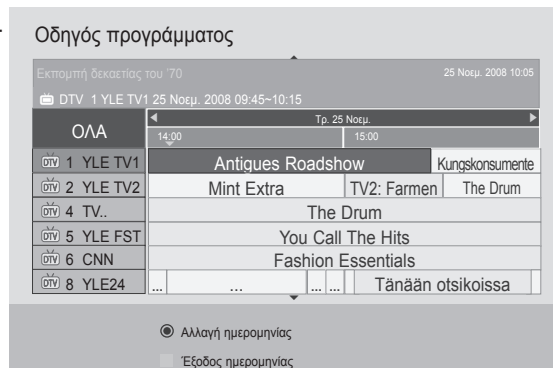 Οδηγός προγράμματος
Εκπομπή δεκαετίας του '70 25 Νοεμ. 2008 10:05
DTV 1 YLE TV1 25 Νοεμ. 2008 09:45~10:15
ΟΛΑ
Τρ. 25 Νοεμ.
14:00 15:00
DTV 1 YLE TV1 Antigues Roadshow Kungskonsumente
DTV 2 YLE TV2 Mint Extra TV2: Farmen The Drum
DTV 4 TV.. The Drum
DTV 5 YLE FST You Call The Hits
DTV 6 CNN Fashion Essentials
DTV 8 YLE24 ... ... ... ... Tänään otsikoissa
Αλλαγή ημερομηνίας
Έξοδος ημερομηνίας